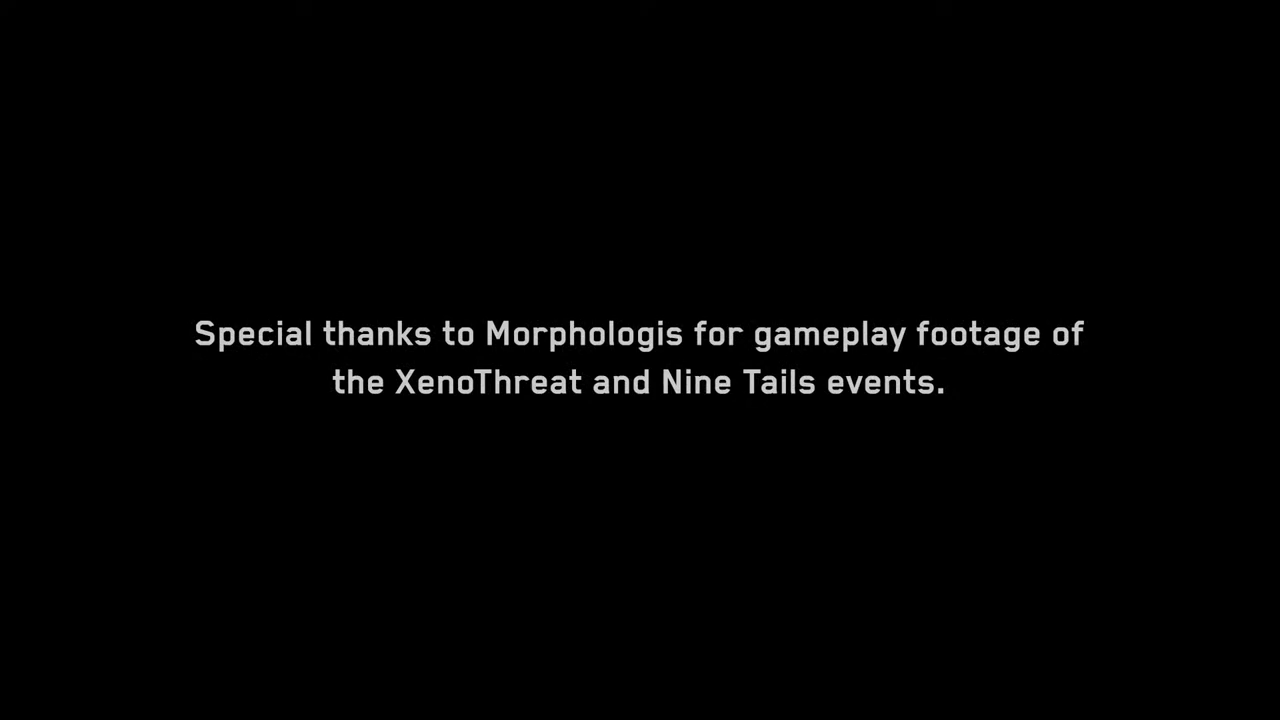 Special thanks to Morphologis for gameplay footage of
the XenoThreat and Nine Tails events.